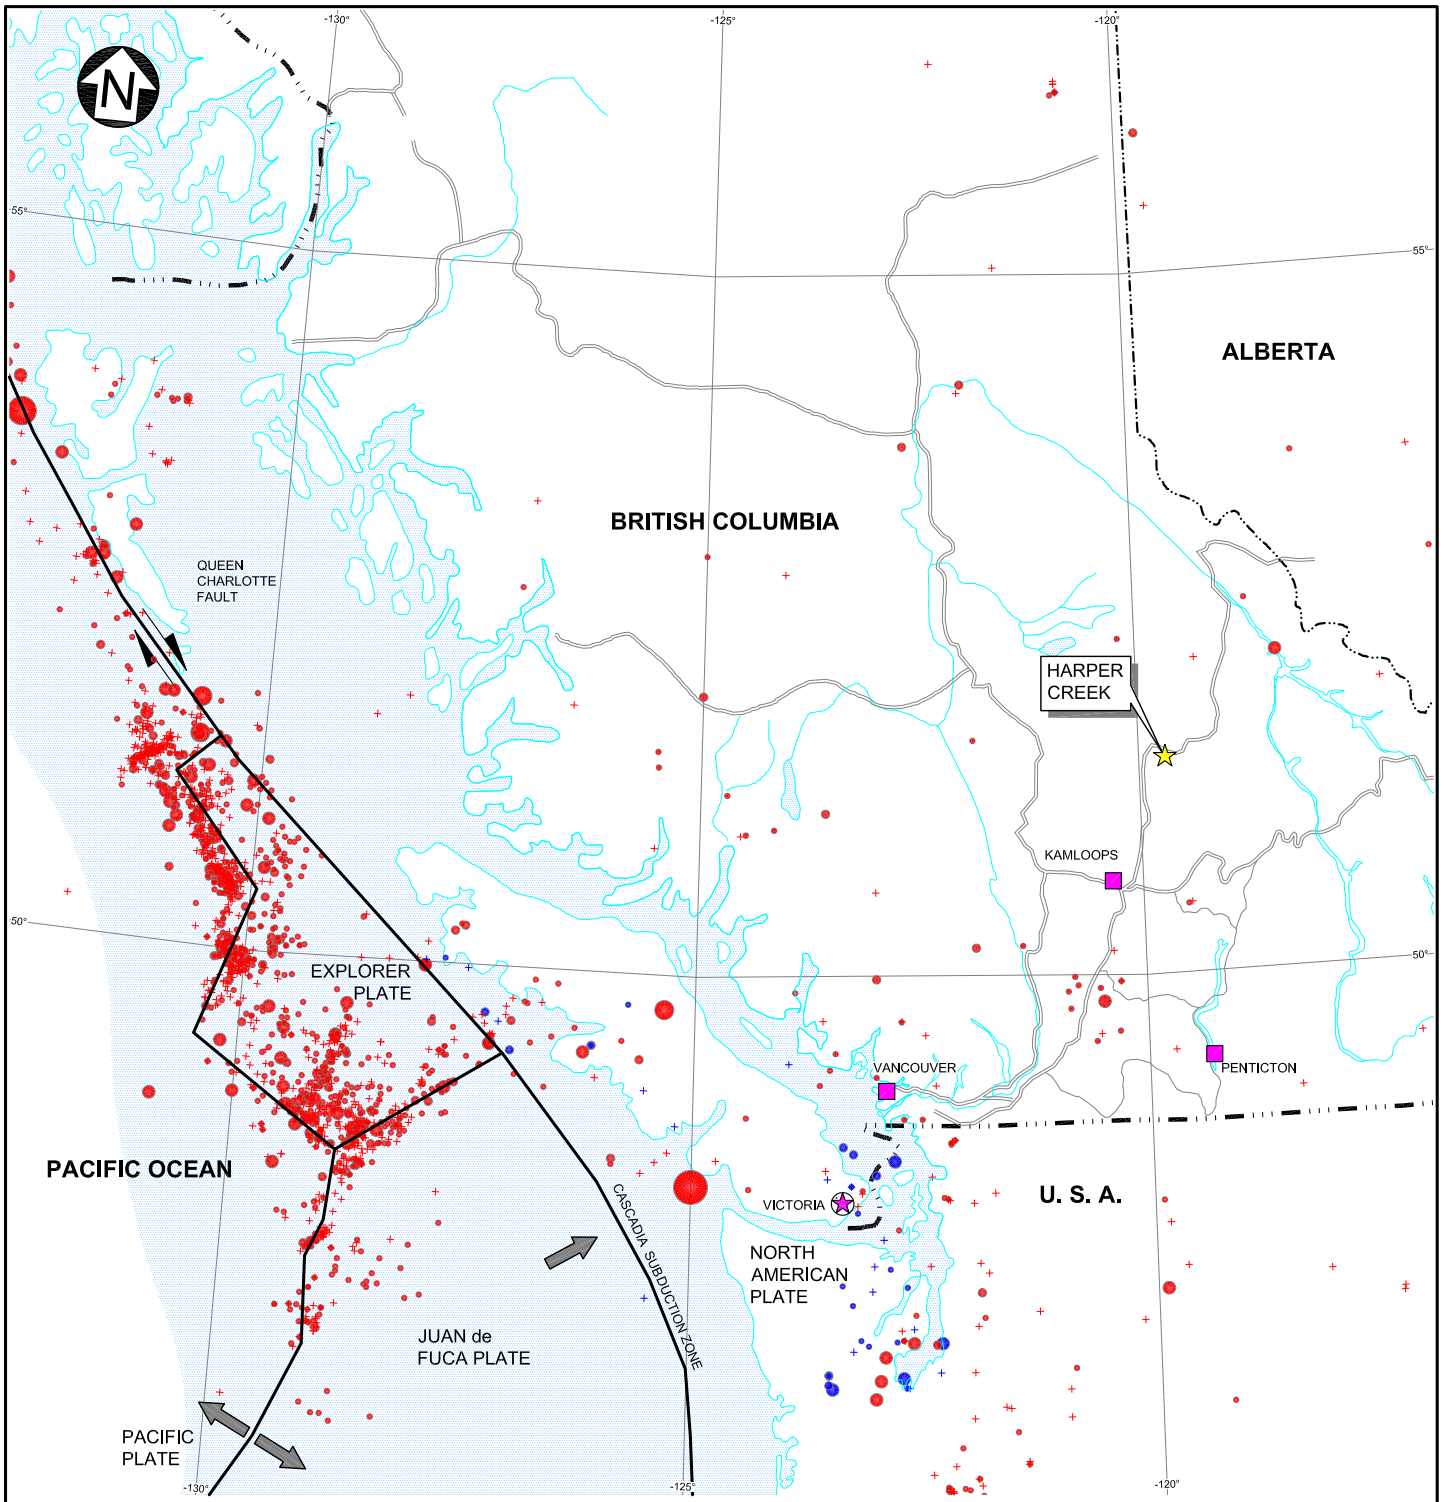 -130°
-125°
-120°
N
55°
55°
ALBERTA
BRITISH COLUMBIA
QUEEN
CHARLOTTE
FAULT
HARPER
CREEK
KAMLOOPS
50°
50°
EXPLORER
PLATE
VANCOUVER
PENTICTON
PACIFIC OCEAN
U. S. A.
VICTORIA
CASCADIA SUBDUCTION ZONE
NORTH
AMERICAN
PLATE
JUAN de
FUCA PLATE
PACIFIC
PLATE
-130°
-125°
-120°